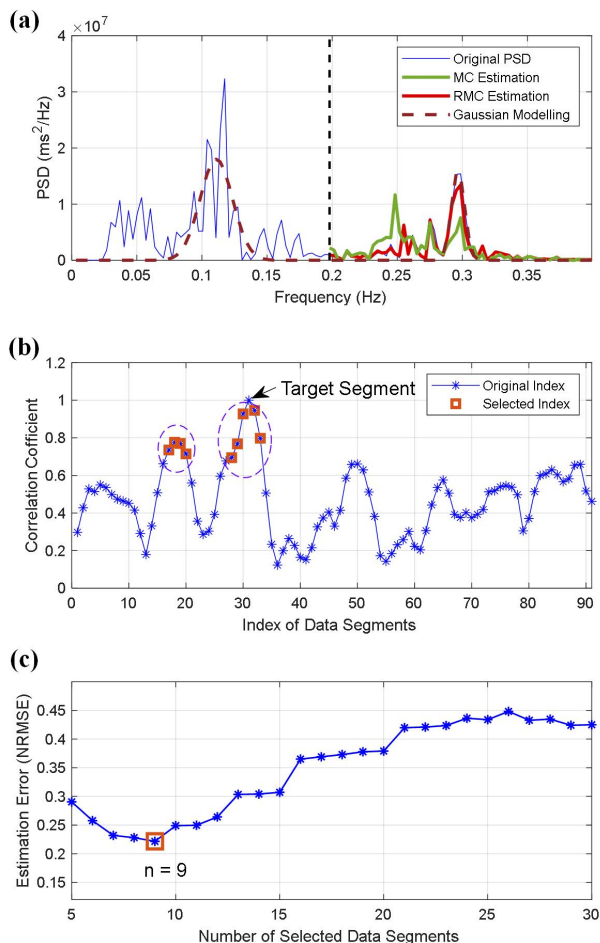 (a)
× 10⁷
4
3
2
1
0
PSD (ms²/Hz)
Original PSD
MC Estimation
RMC Estimation
Gaussian Modelling
0.05 0.1 0.15 0.2 0.25 0.3 0.35
Frequency (Hz)
(b)
1.2
1
0.8
0.6
0.4
0.2
0
Correlation Cofficient
Target Segment
Original Index
Selected Index
0 10 20 30 40 50 60 70 80 90
Index of Data Segments
(c)
0.45
0.4
0.35
0.3
0.25
0.2
0.15
Estimation Error (NRMSE)
n = 9
5 10 15 20 25 30
Number of Selected Data Segments